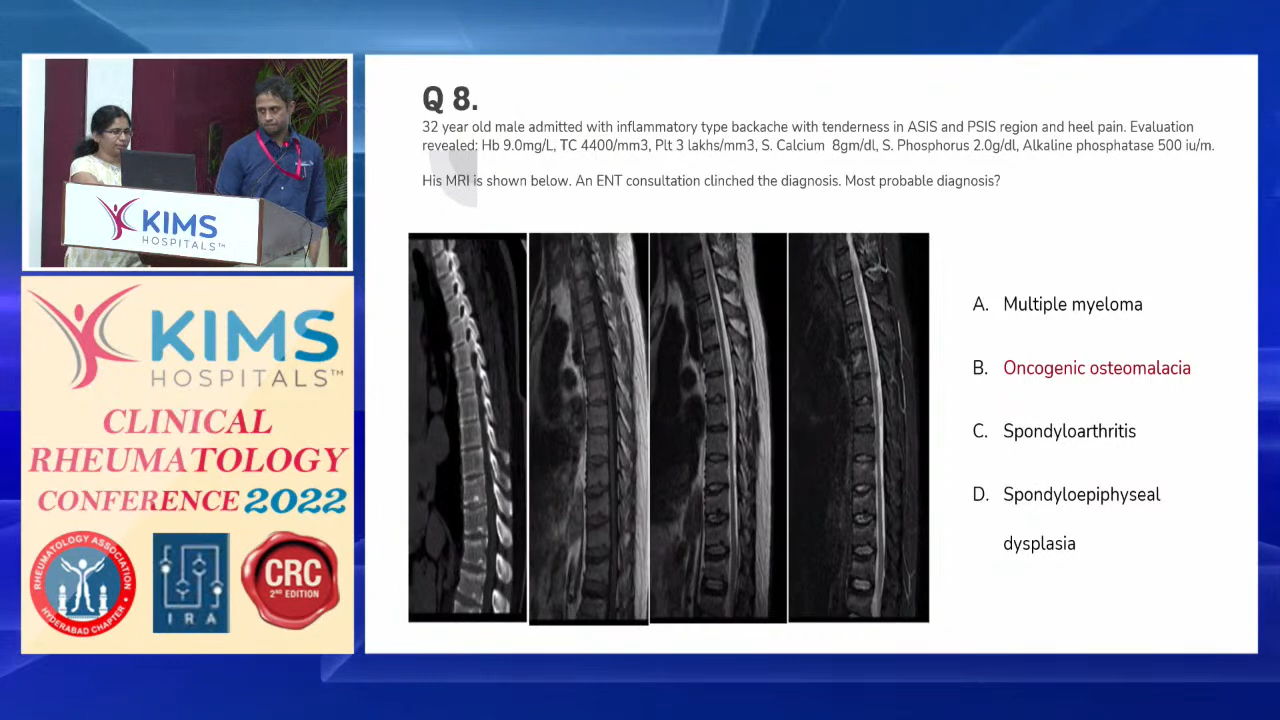 KIMS
HOSPITALS™
KIMS
HOSPITALS™
CLINICAL
RHEUMATOLOGY
CONFERENCE 2022
RHEUMATOLOGY ASSOCIATION
HYDERABAD CHAPTER
IRA
CRC
2ND EDITION
Q 8.
32 year old male admitted with inflammatory type backache with tenderness in ASIS and PSIS region and heel pain. Evaluation
revealed: Hb 9.0mg/L, TC 4400/mm3, Plt 3 lakhs/mm3, S. Calcium 8gm/dl, S. Phosphorus 2.0g/dl, Alkaline phosphatase 500 iu/m.
His MRI is shown below. An ENT consultation clinched the diagnosis. Most probable diagnosis?
A. Multiple myeloma
B. Oncogenic osteomalacia
C. Spondyloarthritis
D. Spondyloepiphyseal
dysplasia